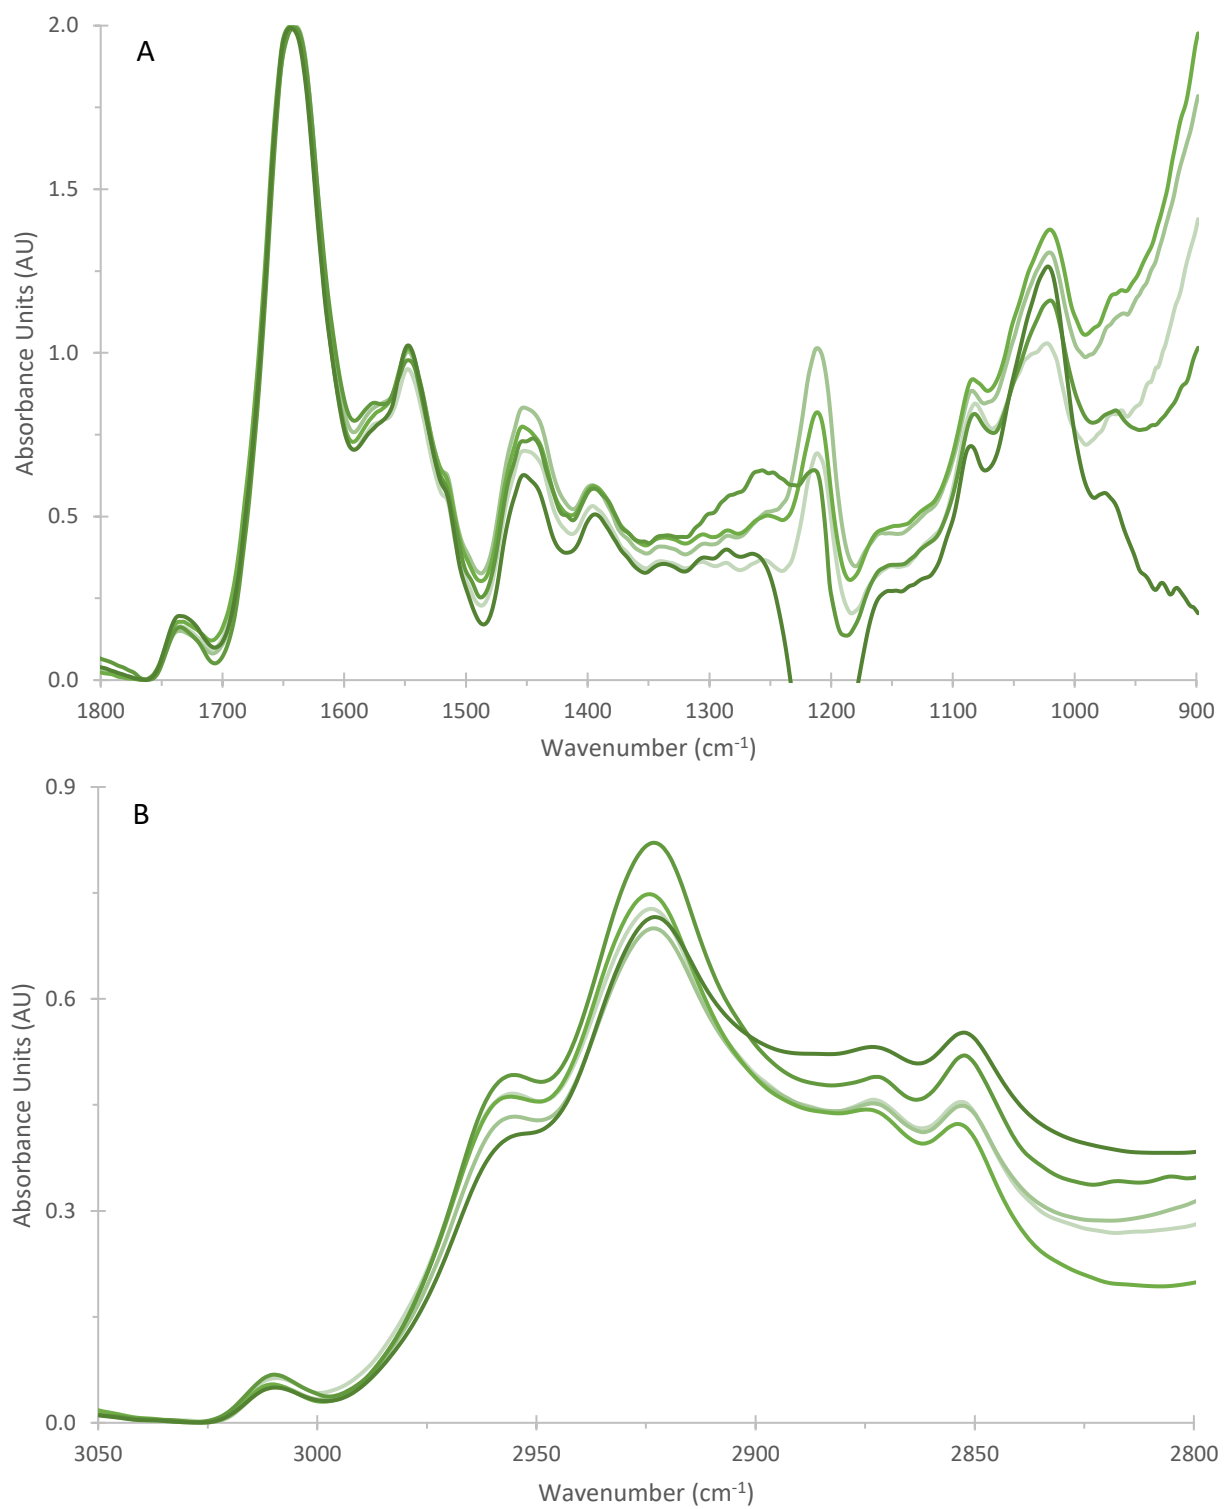 A
2.0
1.5
1.0
0.5
0.0
Absorbance Units (AU)
1800 1700 1600 1500 1400 1300 1200 1100 1000 900
Wavenumber (cm⁻¹)
B
0.9
0.6
0.3
0.0
Absorbance Units (AU)
3050 3000 2950 2900 2850 2800
Wavenumber (cm⁻¹)